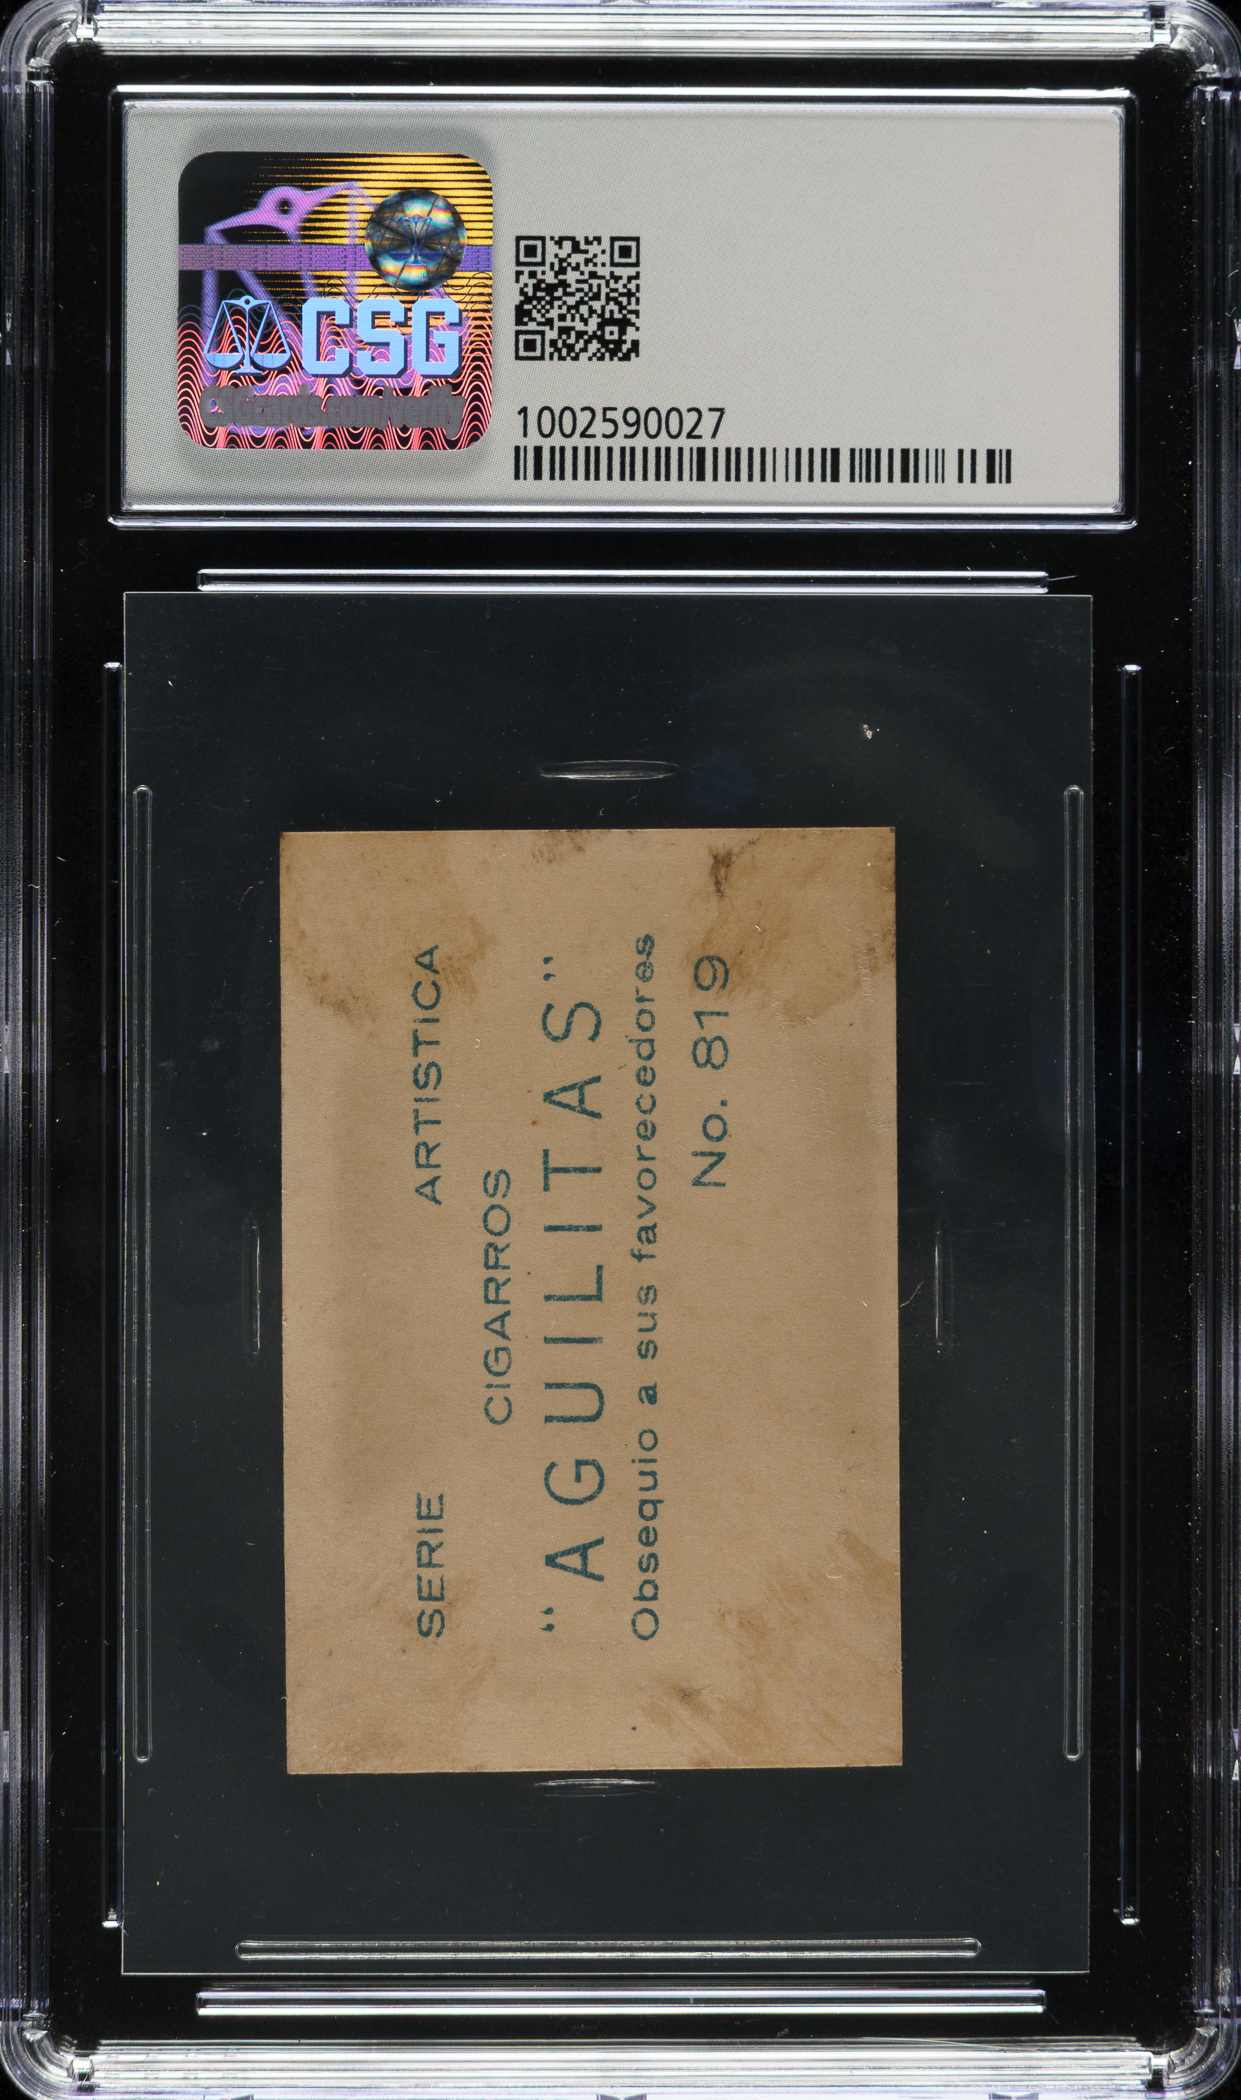 CSG
CSGcards.com/verify
1002590027
SERIE ARTISTICA
CIGARROS
"AGUILITAS"
Obsequio a sus favorecedores
No. 819